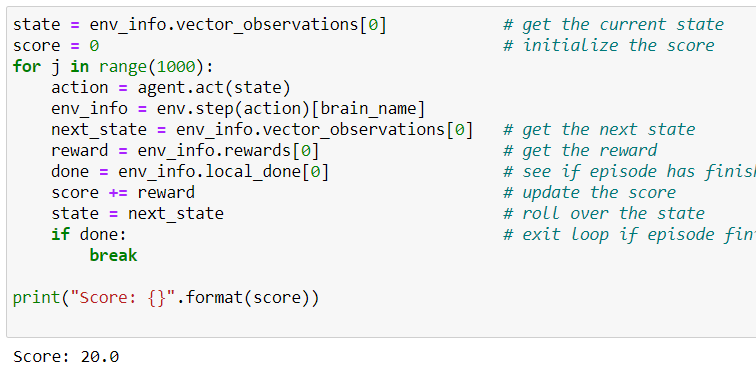 state = env_info.vector_observations[0]            # get the current state
score = 0                                          # initialize the score
for j in range(1000):
    action = agent.act(state)
    env_info = env.step(action)[brain_name]
    next_state = env_info.vector_observations[0]   # get the next state
    reward = env_info.rewards[0]                   # get the reward
    done = env_info.local_done[0]                  # see if episode has
    score += reward                                # update the score
    state = next_state                             # roll over the state
    if done:                                       # exit loop if episode
        break
print("Score: {}".format(score))
Score: 20.0